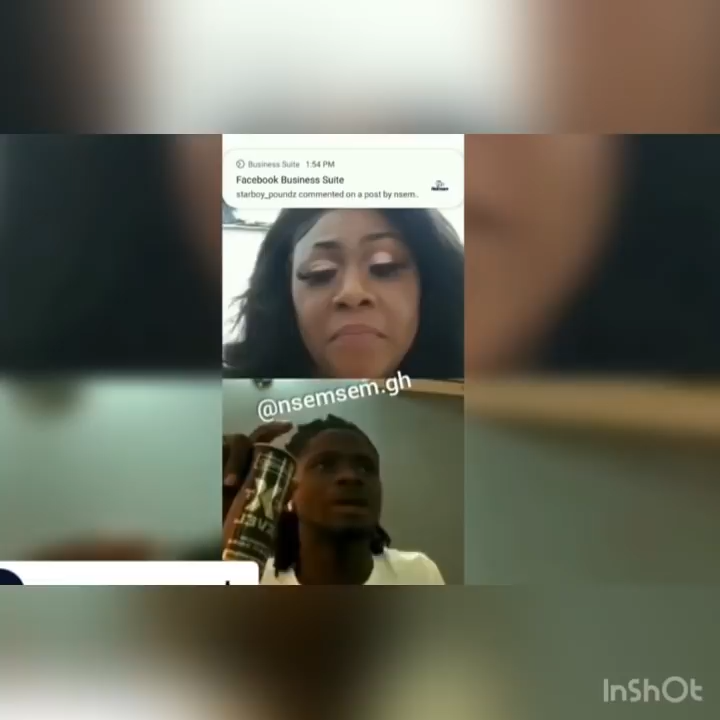 Business Suite 1:54 PM
Facebook Business Suite
starboy_poundz commented on a post by nsem..
@nsemsem.gh
InShOt